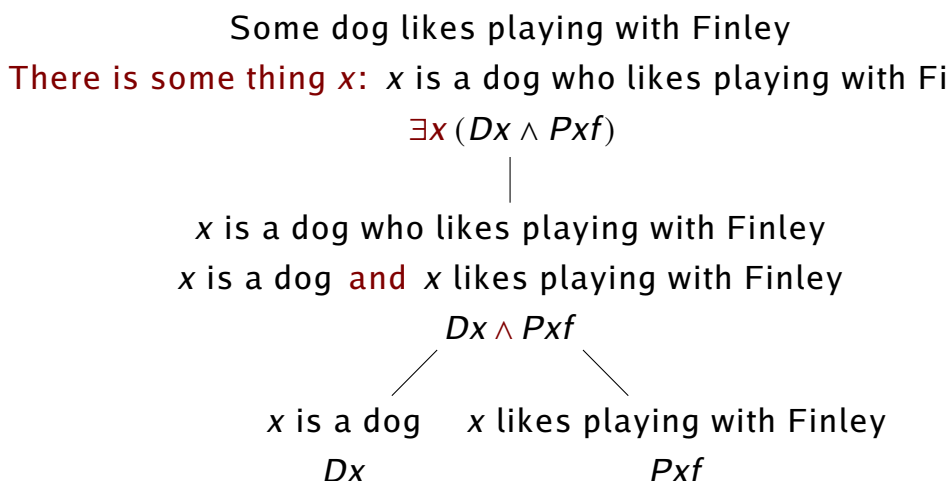 Some dog likes playing with Finley
There is some thing x: x is a dog who likes playing with Fi
∃x (Dx ∧ Pxf)
x is a dog who likes playing with Finley
x is a dog and x likes playing with Finley
Dx ∧ Pxf
x is a dog x likes playing with Finley
Dx Pxf